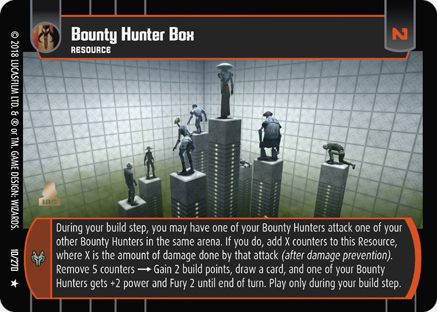 Bounty Hunter Box
RESOURCE
N
© 2018 LUCASFILM LTD. & ® or TM. GAME DESIGN: WIZARDS.
During your build step, you may have one of your Bounty Hunters attack one of your
other Bounty Hunters in the same arena. If you do, add X counters to this Resource,
where X is the amount of damage done by that attack (after damage prevention).
Remove 5 counters → Gain 2 build points, draw a card, and one of your Bounty
Hunters gets +2 power and Fury 2 until end of turn. Play only during your build step.